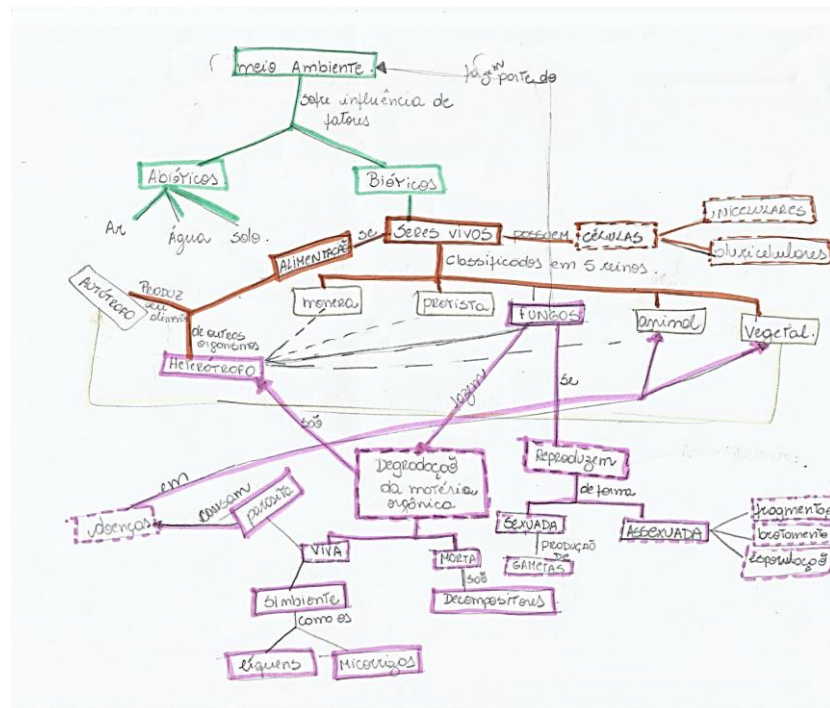 meio Ambiente.
fazem parte do
sofre influência de
fatores
Abióticos
Bióticos
Ar
Água
Solo.
SERES VIVOS
POSSUEM
CÉLULAS
UNICELULARES
pluricelulares
SE
ALIMENTAÇÃO
Classificados em 5 reinos.
AUTÓTROFO
PRODUZ
seu
alimento
de outros
organismos
HETERÓTROFO
monera
protista
FUNGOS
animal
Vegetal.
são
fazem
se
em
Degradação
da matéria
orgânica
Reproduzem
de forma
doenças
causam
parasita
VIVA
MORTA
SEXUADA
PRODUÇÃO
DE
GAMETAS
ASSEXUADA
fragmentos
brotamento
esporulação
são
Decompositores
Simbionte
como os
líquens
Micorrizos